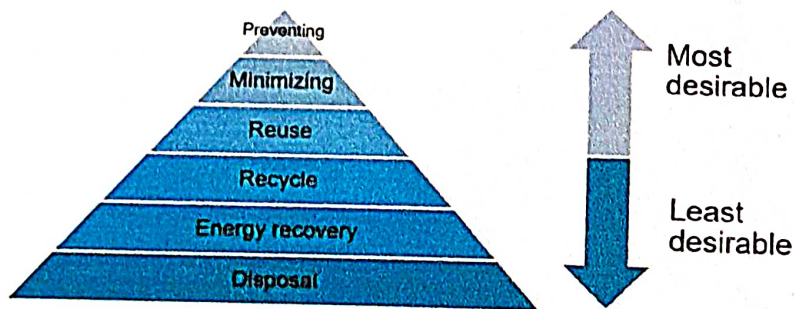 Preventing
Minimizing
Reuse
Recycle
Energy recovery
Disposal
Most
desirable
Least
desirable